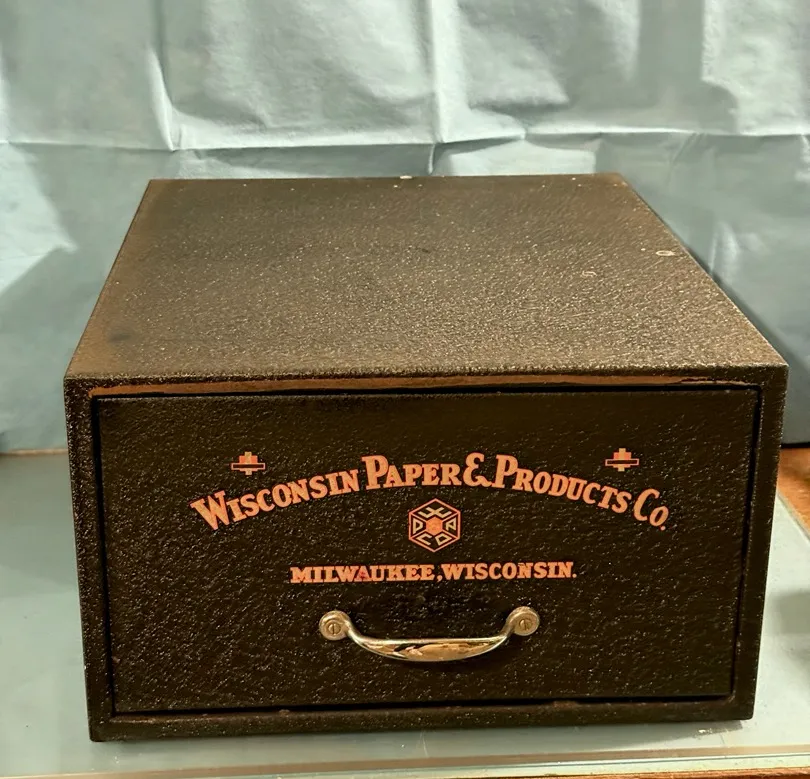 WISCONSIN PAPER & PRODUCTS CO.
MILWAUKEE, WISCONSIN.